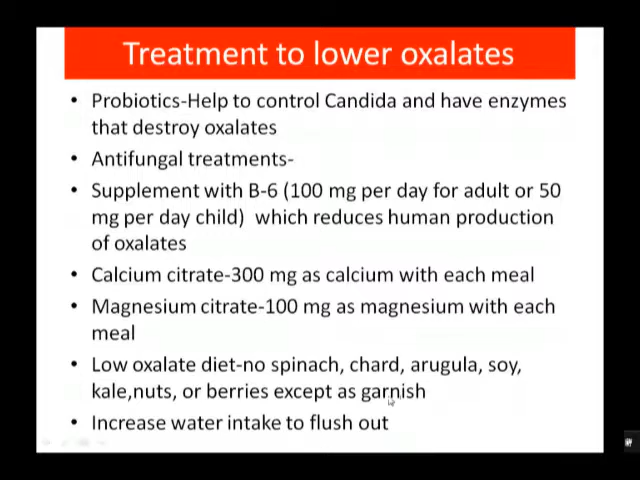 Treatment to lower oxalates
• Probiotics-Help to control Candida and have enzymes
that destroy oxalates
• Antifungal treatments-
• Supplement with B-6 (100 mg per day for adult or 50
mg per day child)  which reduces human production
of oxalates
• Calcium citrate-300 mg as calcium with each meal
• Magnesium citrate-100 mg as magnesium with each
meal
• Low oxalate diet-no spinach, chard, arugula, soy,
kale,nuts, or berries except as garnish
• Increase water intake to flush out